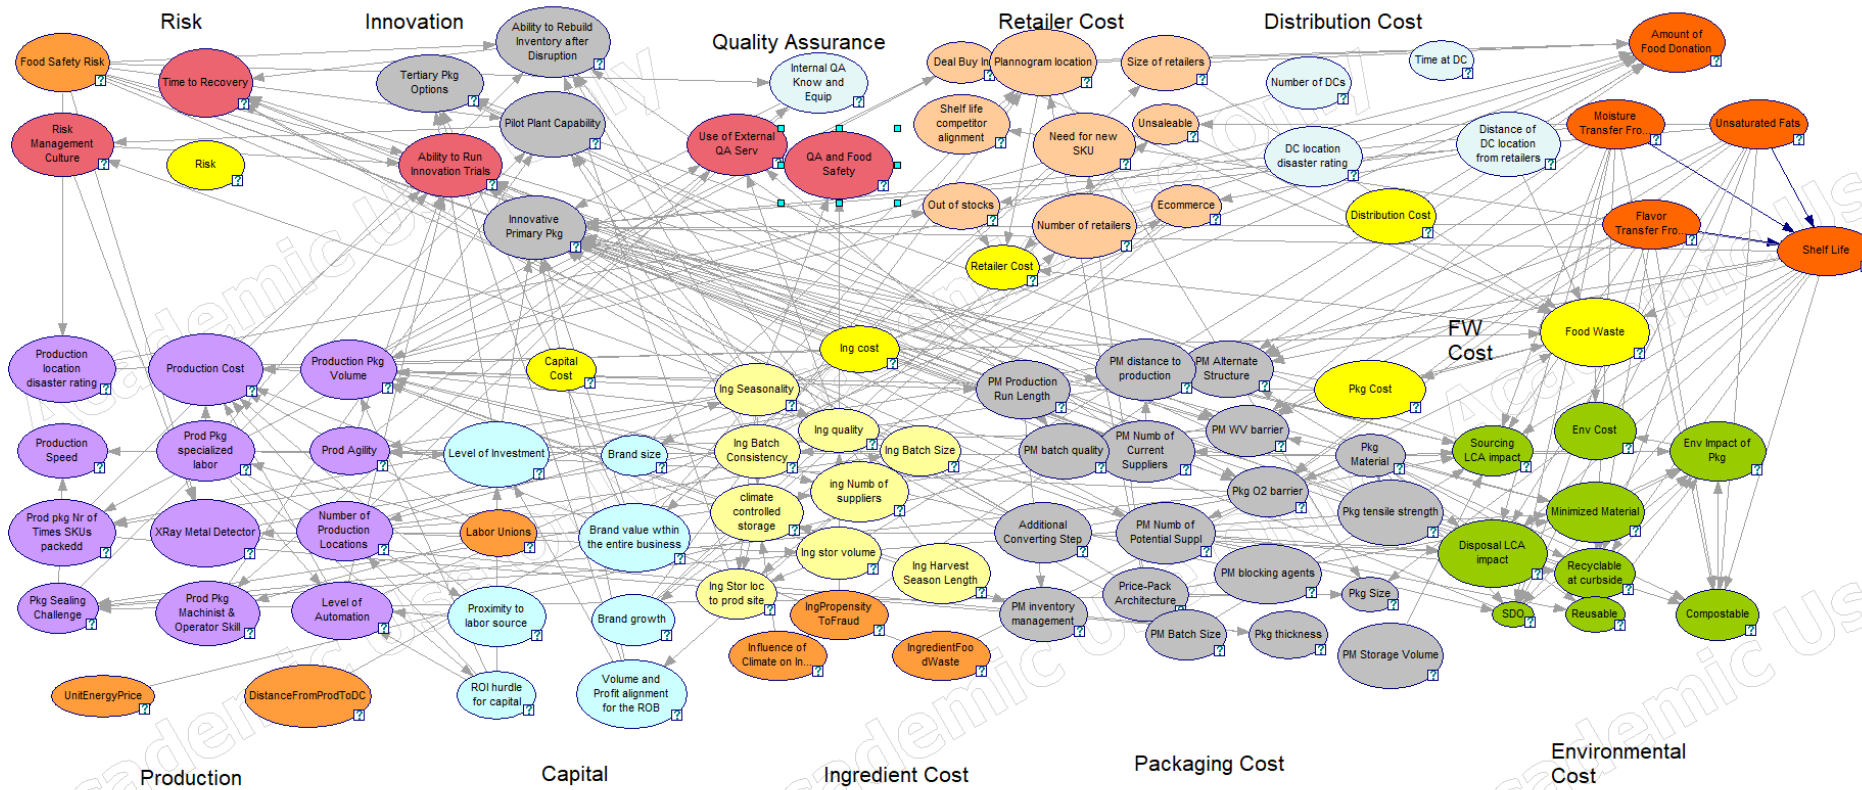 Risk
Innovation
Quality Assurance
Retailer Cost
Distribution Cost
Food Safety Risk
Time to Recovery
Risk
Management
Culture
Risk
Tertiary Pkg
Options
Ability to Rebuild
Inventory after
Disruption
Pilot Plant Capability
Ability to Run
Innovation Trials
Innovative
Primary Pkg
Internal QA
Know and
Equip
Use of External
QA Serv
QA and Food
Safety
Deal Buy In
Plannogram location
Size of retailers
Shelf life
competitor
alignment
Need for new
SKU
Unsaleable
Out of stocks
Number of retailers
Ecommerce
Retailer Cost
Number of DCs
Time at DC
DC location
disaster rating
Distance of
DC location
from retailers
Distribution Cost
Amount of
Food Donation
Moisture
Transfer Fro...
Unsaturated Fats
Flavor
Transfer Fro...
Shelf Life
FW
Cost
Food Waste
Production
location
disaster rating
Production Cost
Production Pkg
Volume
Production
Speed
Prod Pkg
specialized
labor
Prod Agility
Prod pkg Nr of
Times SKUs
packedd
XRay Metal Detector
Number of
Production
Locations
Pkg Sealing
Challenge
Prod Pkg
Machinist &
Operator Skill
Level of
Automation
UnitEnergyPrice
DistanceFromProdToDC
Capital
Cost
Level of Investment
Brand size
Labor Unions
Brand value wthin
the entire business
Proximity to
labor source
Brand growth
ROI hurdle
for capital
Volume and
Profit alignment
for the ROB
Ing cost
Ing Seasonality
Ing quality
Ing Batch
Consistency
Ing Batch Size
ing Numb of
suppliers
climate
controlled
storage
Ing stor volume
Ing Harvest
Season Length
Ing Stor loc
to prod site
IngPropensity
ToFraud
Influence of
Climate on In...
IngredientFoo
dWaste
PM Production
Run Length
PM distance to
production
PM Alternate
Structure
PM batch quality
PM Numb of
Current
Suppliers
PM WV barrier
Pkg O2 barrier
Additional
Converting Step
PM Numb of
Potential Suppl
PM blocking agents
Price-Pack
Architecture
PM inventory
management
PM Batch Size
Pkg thickness
Pkg Cost
Pkg
Material
Pkg tensile strength
Pkg Size
PM Storage Volume
Sourcing
LCA impact
Env Cost
Env Impact of
Pkg
Minimized Material
Disposal LCA
impact
Recyclable
at curbside
SDO
Reusable
Compostable
Production
Capital
Ingredient Cost
Packaging Cost
Environmental
Cost